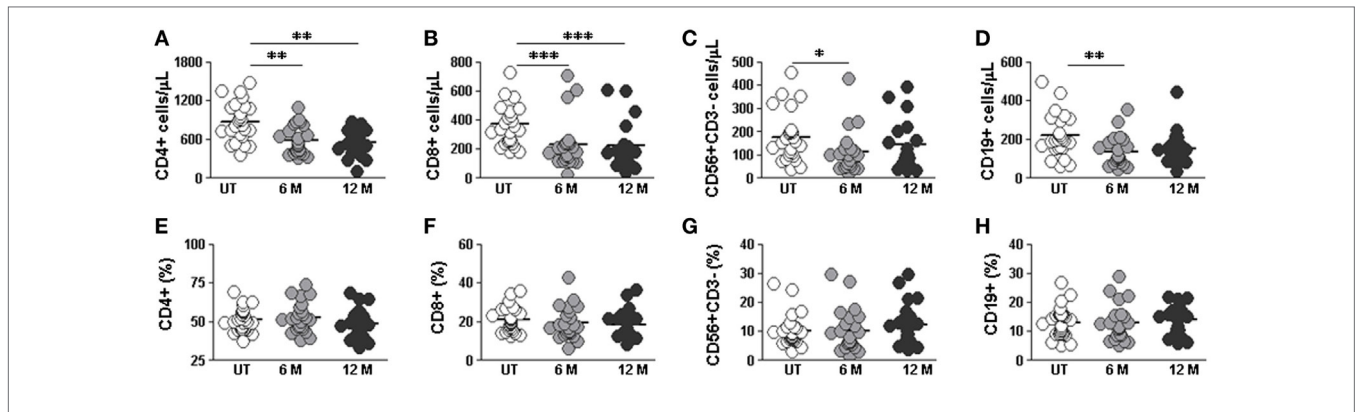 A
**
**
CD4+ cells/µL
1800
1200
600
0
UT
6 M
12 M
B
***
***
CD8+ cells/µL
800
600
400
200
0
UT
6 M
12 M
C
*
CD56+CD3- cells/µL
500
400
300
200
100
0
UT
6 M
12 M
D
**
CD19+ cells/µL
600
400
200
0
UT
6 M
12 M
E
CD4+ (%)
100
75
50
25
UT
6 M
12 M
F
CD8+ (%)
60
40
20
0
UT
6 M
12 M
G
CD56+CD3- (%)
40
30
20
10
0
UT
6 M
12 M
H
CD19+ (%)
40
30
20
10
0
UT
6 M
12 M